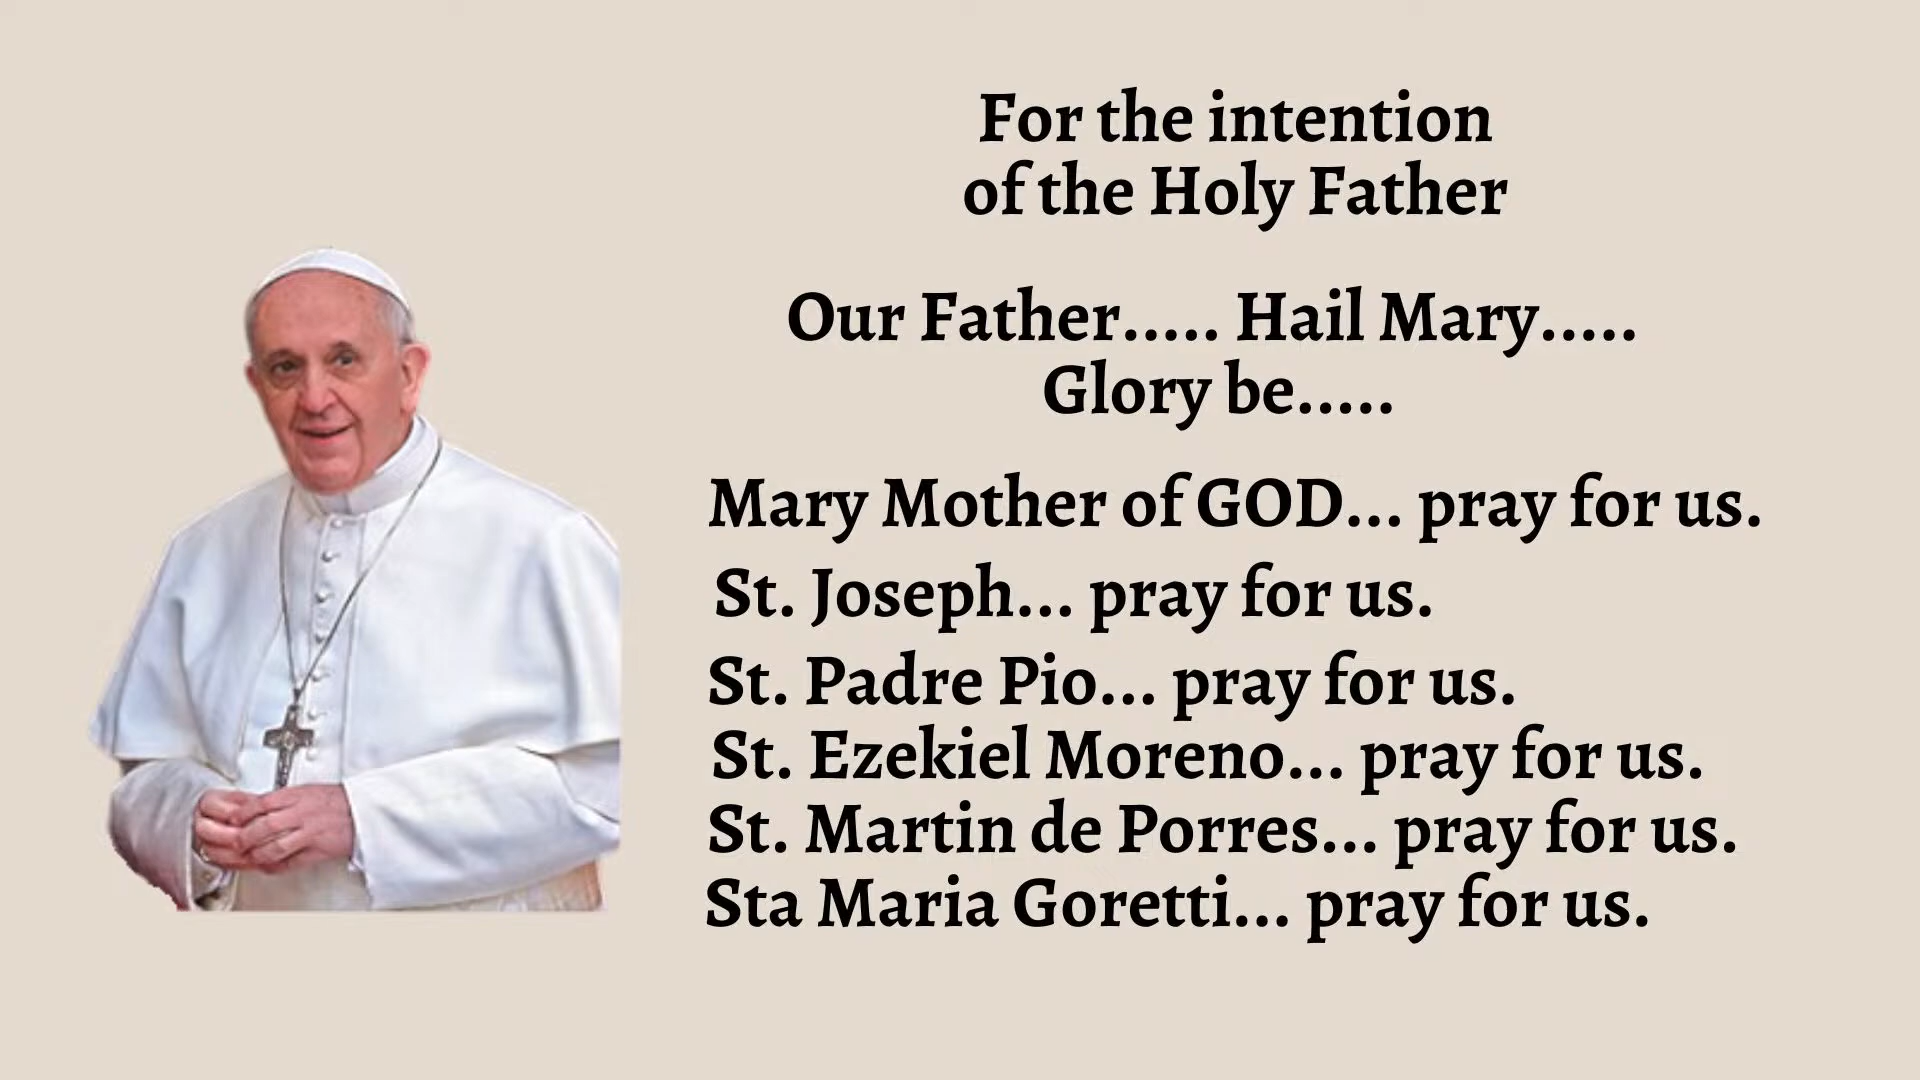 For the intention
of the Holy Father
Our Father..... Hail Mary.....
Glory be.....
Mary Mother of GOD... pray for us.
St. Joseph... pray for us.
St. Padre Pio... pray for us.
St. Ezekiel Moreno... pray for us.
St. Martin de Porres... pray for us.
Sta Maria Goretti... pray for us.